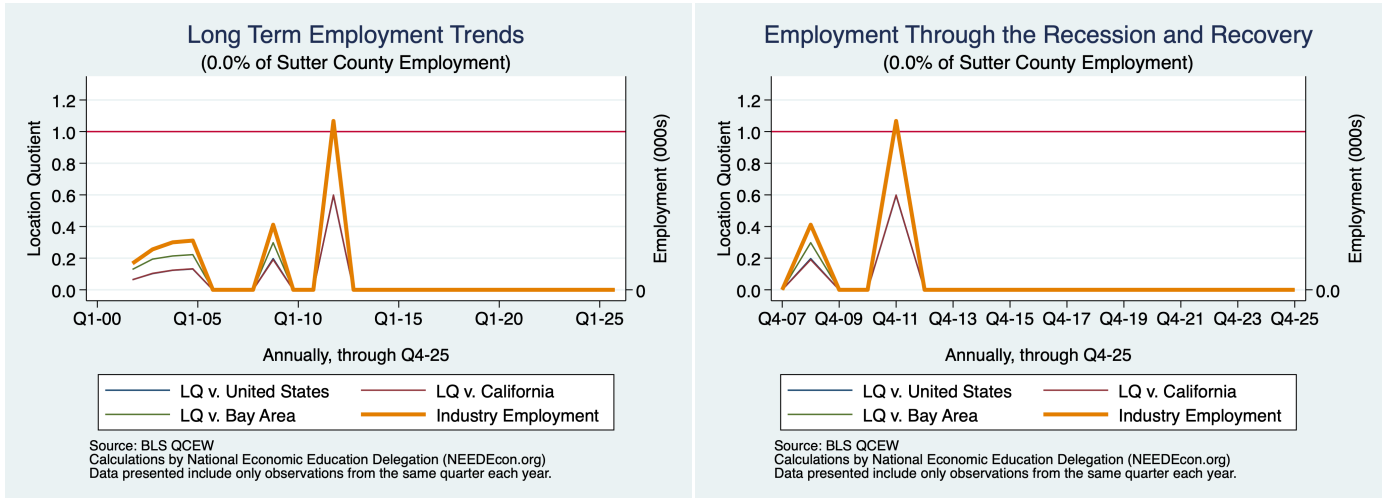 Long Term Employment Trends
(0.0% of Sutter County Employment)
Location Quotient
1.2
1.0
0.8
0.6
0.4
0.2
0.0
Employment (000s)
0
Q1-00 Q1-05 Q1-10 Q1-15 Q1-20 Q1-25
Annually, through Q4-25
LQ v. United States LQ v. California
LQ v. Bay Area Industry Employment
Source: BLS QCEW
Calculations by National Economic Education Delegation (NEEDEcon.org)
Data presented include only observations from the same quarter each year.
Employment Through the Recession and Recovery
(0.0% of Sutter County Employment)
Location Quotient
1.2
1.0
0.8
0.6
0.4
0.2
0.0
Employment (000s)
0.0
Q4-07 Q4-09 Q4-11 Q4-13 Q4-15 Q4-17 Q4-19 Q4-21 Q4-23 Q4-25
Annually, through Q4-25
LQ v. United States LQ v. California
LQ v. Bay Area Industry Employment
Source: BLS QCEW
Calculations by National Economic Education Delegation (NEEDEcon.org)
Data presented include only observations from the same quarter each year.